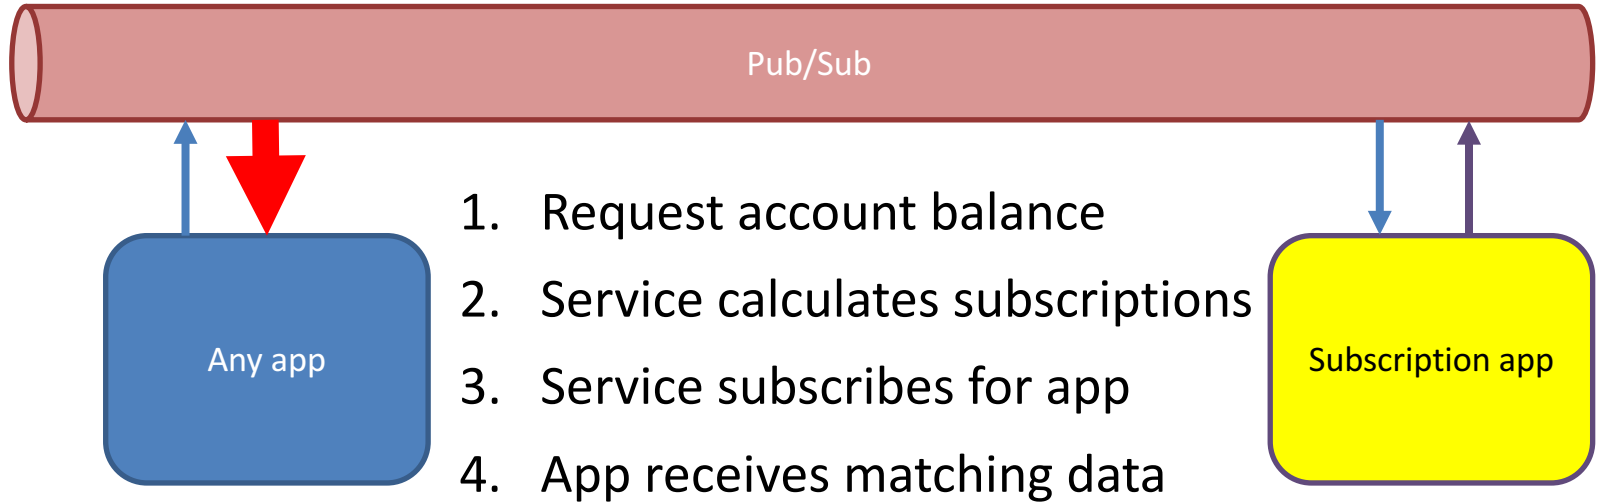 Pub/Sub
1. Request account balance
2. Service calculates subscriptions
3. Service subscribes for app
4. App receives matching data
Any app
Subscription app